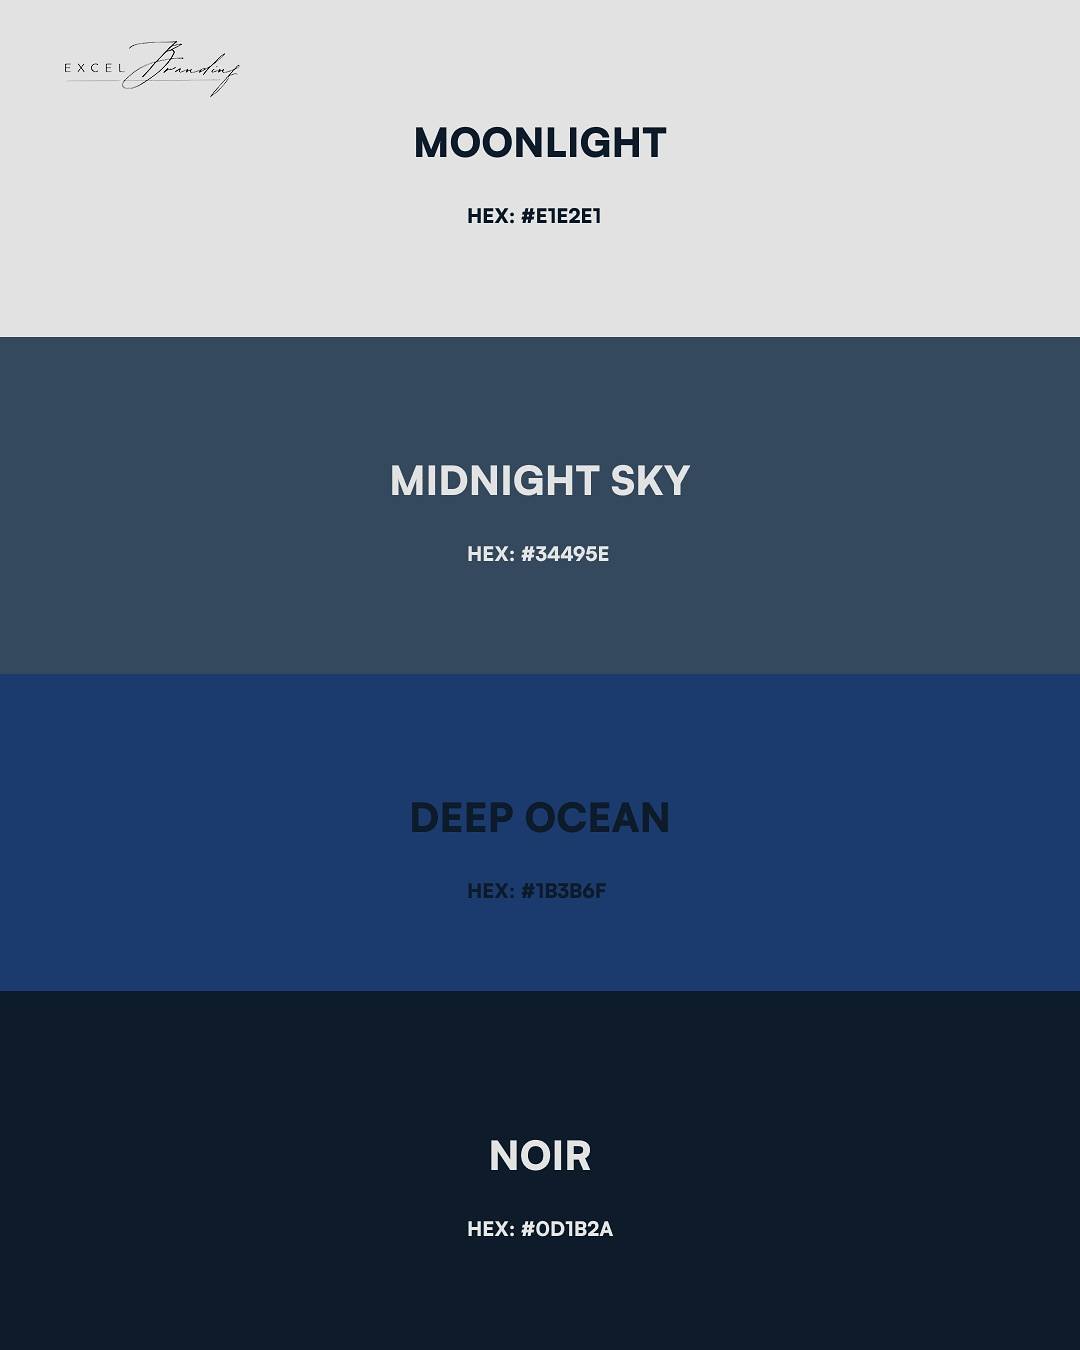 EXCEL Branding
MOONLIGHT
HEX: #E1E2E1
MIDNIGHT SKY
HEX: #34495E
DEEP OCEAN
HEX: #1B3B6F
NOIR
HEX: #0D1B2A